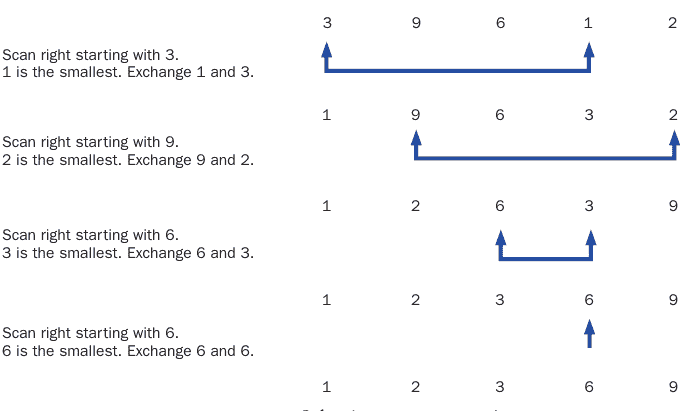 3 9 6 1 2
Scan right starting with 3.
1 is the smallest. Exchange 1 and 3.
1 9 6 3 2
Scan right starting with 9.
2 is the smallest. Exchange 9 and 2.
1 2 6 3 9
Scan right starting with 6.
3 is the smallest. Exchange 6 and 3.
1 2 3 6 9
Scan right starting with 6.
6 is the smallest. Exchange 6 and 6.
1 2 3 6 9